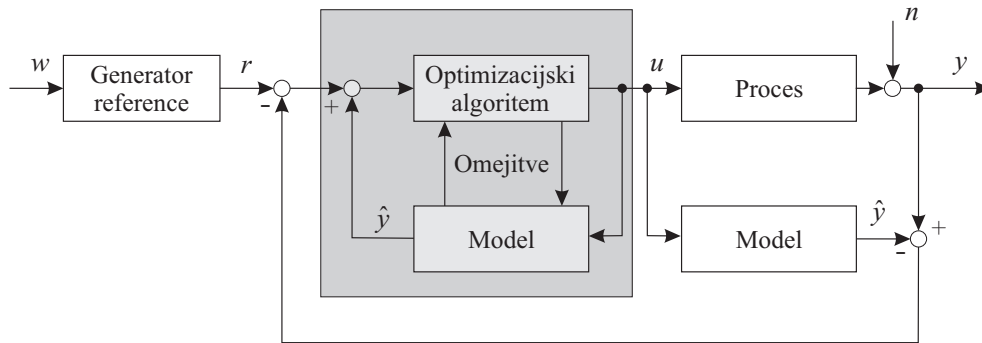 n
w
Generator
reference
r
-
+
Optimizacijski
algoritem
u
Proces
y
Omejitve
ŷ
Model
Model
ŷ
-
+